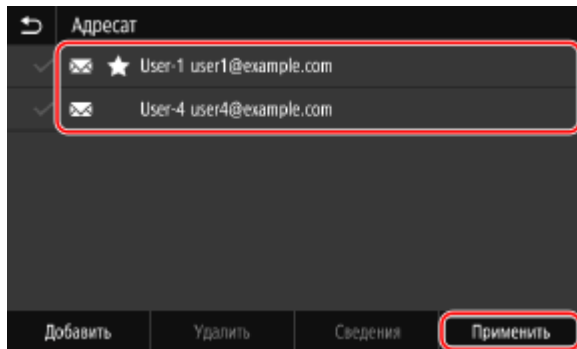 Адресат
User-1 user1@example.com
User-4 user4@example.com
Добавить Удалить Сведения Применить